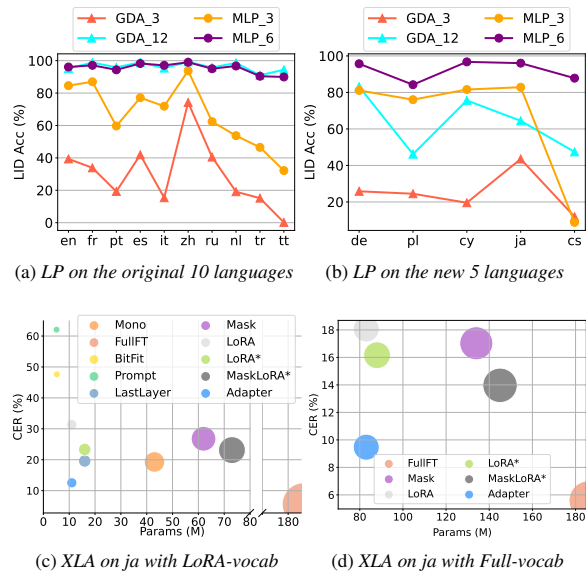 GDA_3 MLP_3
GDA_12 MLP_6
LID Acc (%)
100
80
60
40
20
0
en fr pt es it zh ru nl tr tt
(a) LP on the original 10 languages
GDA_3 MLP_3
GDA_12 MLP_6
LID Acc (%)
100
80
60
40
20
de pl cy ja cs
(b) LP on the new 5 languages
CER (%)
60
50
40
30
20
10
Mono Mask
FullFT LoRA
BitFit LoRA*
Prompt MaskLoRA*
LastLayer Adapter
0 10 20 30 40 50 60 70 80 180
Params (M)
(c) XLA on ja with LoRA-vocab
CER (%)
18
16
14
12
10
8
6
FullFT LoRA*
Mask MaskLoRA*
LoRA Adapter
80 100 120 140 160 180
Params (M)
(d) XLA on ja with Full-vocab